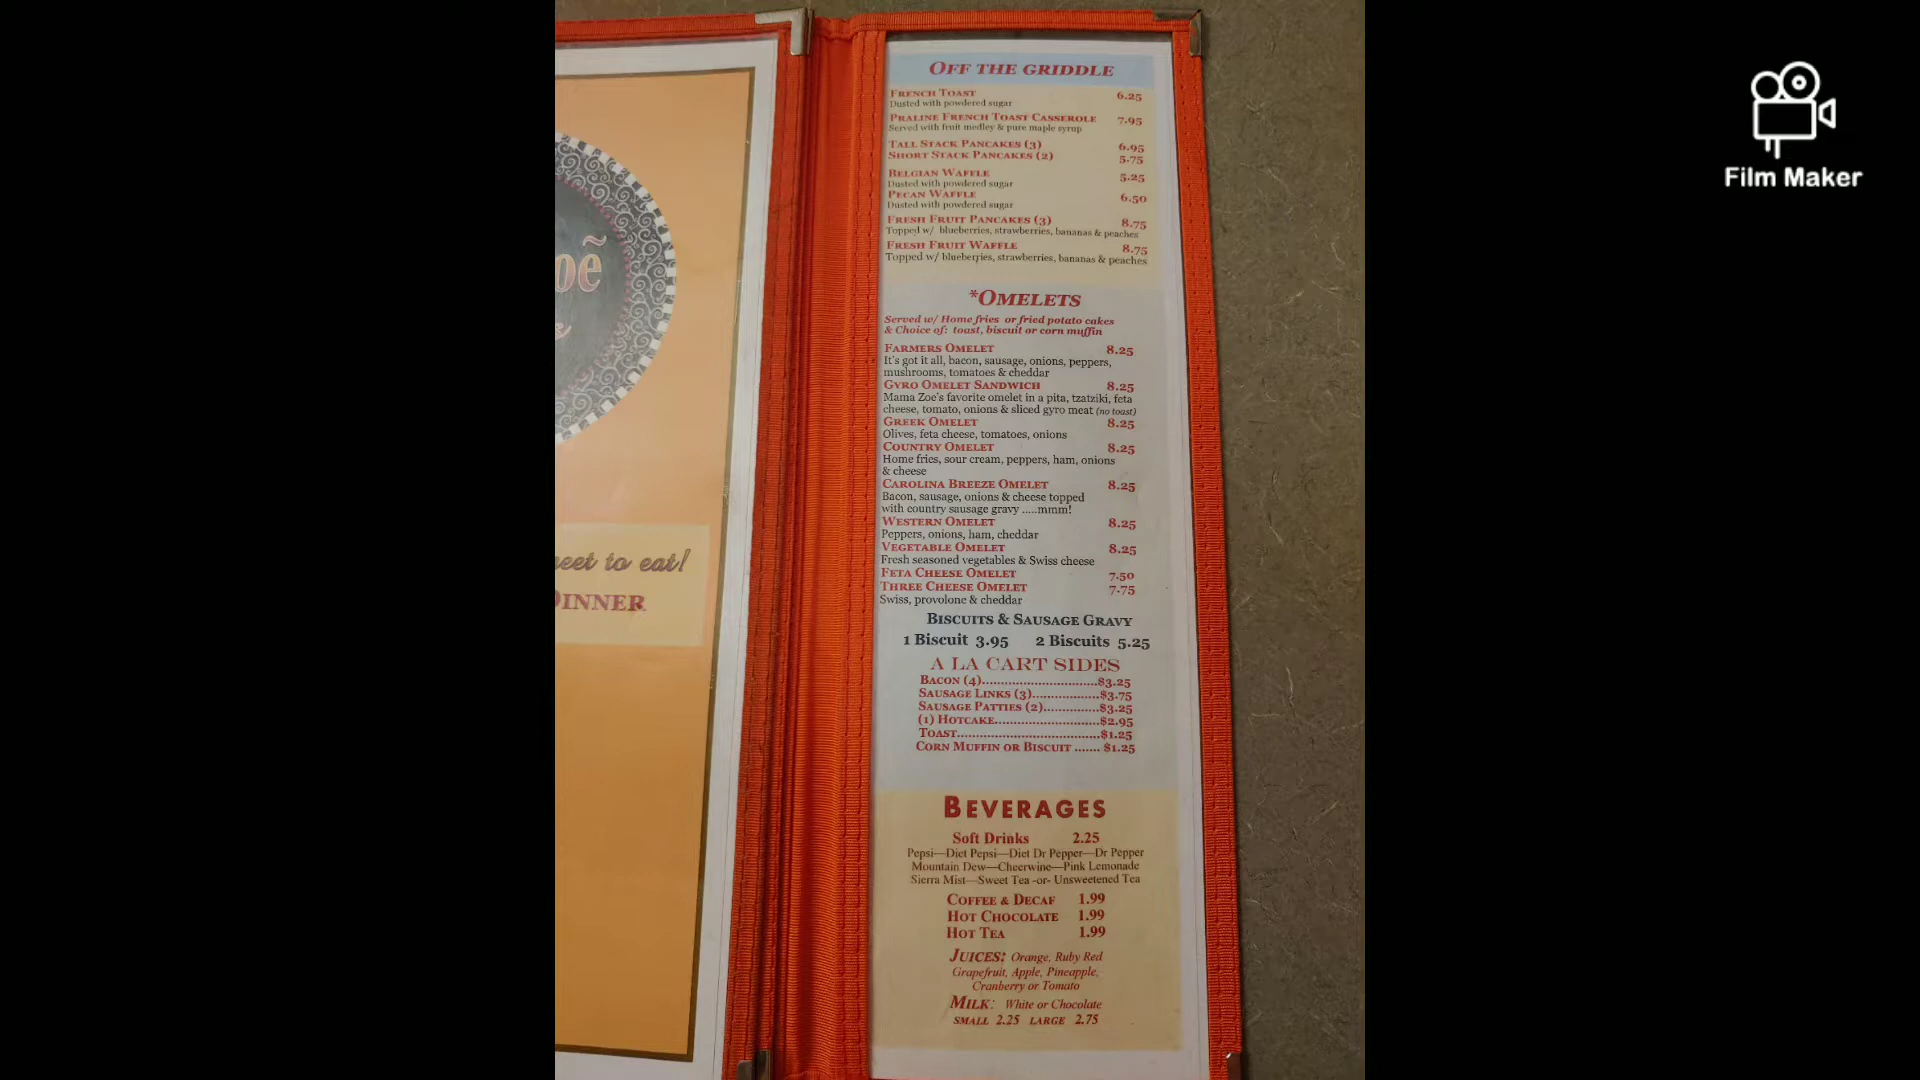 Film Maker
oẽ
eet to eat!
DINNER
OFF THE GRIDDLE
FRENCH TOAST 6.25
Dusted with powdered sugar
PRALINE FRENCH TOAST CASSEROLE 7.95
Served with fruit medley & pure maple syrup
TALL STACK PANCAKES (3) 6.95
SHORT STACK PANCAKES (2) 5.75
BELGIAN WAFFLE 5.25
Dusted with powdered sugar
PECAN WAFFLE 6.50
Dusted with powdered sugar
FRESH FRUIT PANCAKES (3) 8.75
Topped w/ blueberries, strawberries, bananas & peaches
FRESH FRUIT WAFFLE 8.75
Topped w/ blueberries, strawberries, bananas & peaches
*OMELETS
Served w/ Home fries or fried potato cakes
& Choice of: toast, biscuit or corn muffin
FARMERS OMELET 8.25
It's got it all, bacon, sausage, onions, peppers,
mushrooms, tomatoes & cheddar
GYRO OMELET SANDWICH 8.25
Mama Zoe's favorite omelet in a pita, tzatziki, feta
cheese, tomato, onions & sliced gyro meat (no toast)
GREEK OMELET 8.25
Olives, feta cheese, tomatoes, onions
COUNTRY OMELET 8.25
Home fries, sour cream, peppers, ham, onions
& cheese
CAROLINA BREEZE OMELET 8.25
Bacon, sausage, onions & cheese topped
with country sausage gravy .....mmm!
WESTERN OMELET 8.25
Peppers, onions, ham, cheddar
VEGETABLE OMELET 8.25
Fresh seasoned vegetables & Swiss cheese
FETA CHEESE OMELET 7.50
THREE CHEESE OMELET 7.75
Swiss, provolone & cheddar
BISCUITS & SAUSAGE GRAVY
1 Biscuit 3.95 2 Biscuits 5.25
A LA CART SIDES
BACON (4)..............................$3.25
SAUSAGE LINKS (3)..................$3.75
SAUSAGE PATTIES (2)...............$3.25
(1) HOTCAKE...........................$2.95
TOAST.....................................$1.25
CORN MUFFIN OR BISCUIT ....... $1.25
BEVERAGES
Soft Drinks 2.25
Pepsi—Diet Pepsi—Diet Dr Pepper—Dr Pepper
Mountain Dew—Cheerwine—Pink Lemonade
Sierra Mist—Sweet Tea -or- Unsweetened Tea
COFFEE & DECAF 1.99
HOT CHOCOLATE 1.99
HOT TEA 1.99
JUICES: Orange, Ruby Red
Grapefruit, Apple, Pineapple,
Cranberry or Tomato
MILK: White or Chocolate
SMALL 2.25 LARGE 2.75